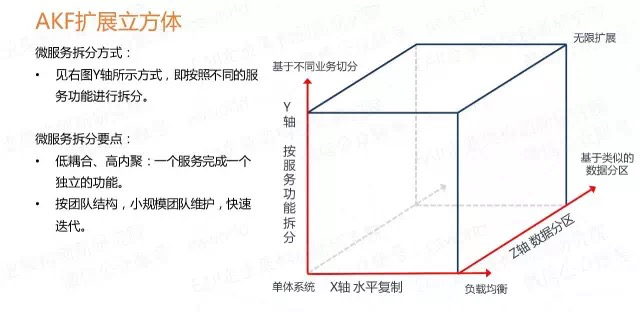 AKF扩展立方体
微服务拆分方式：
• 见右图Y轴所示方式，即按照不同的服
务功能进行拆分。
微服务拆分要点：
• 低耦合、高内聚：一个服务完成一个
独立的功能。
• 按团队结构，小规模团队维护，快速
迭代。
无限扩展
基于不同业务切分
Y轴 按服务功能拆分
基于类似的
数据分区
Z轴 数据分区
单体系统
X轴 水平复制
负载均衡